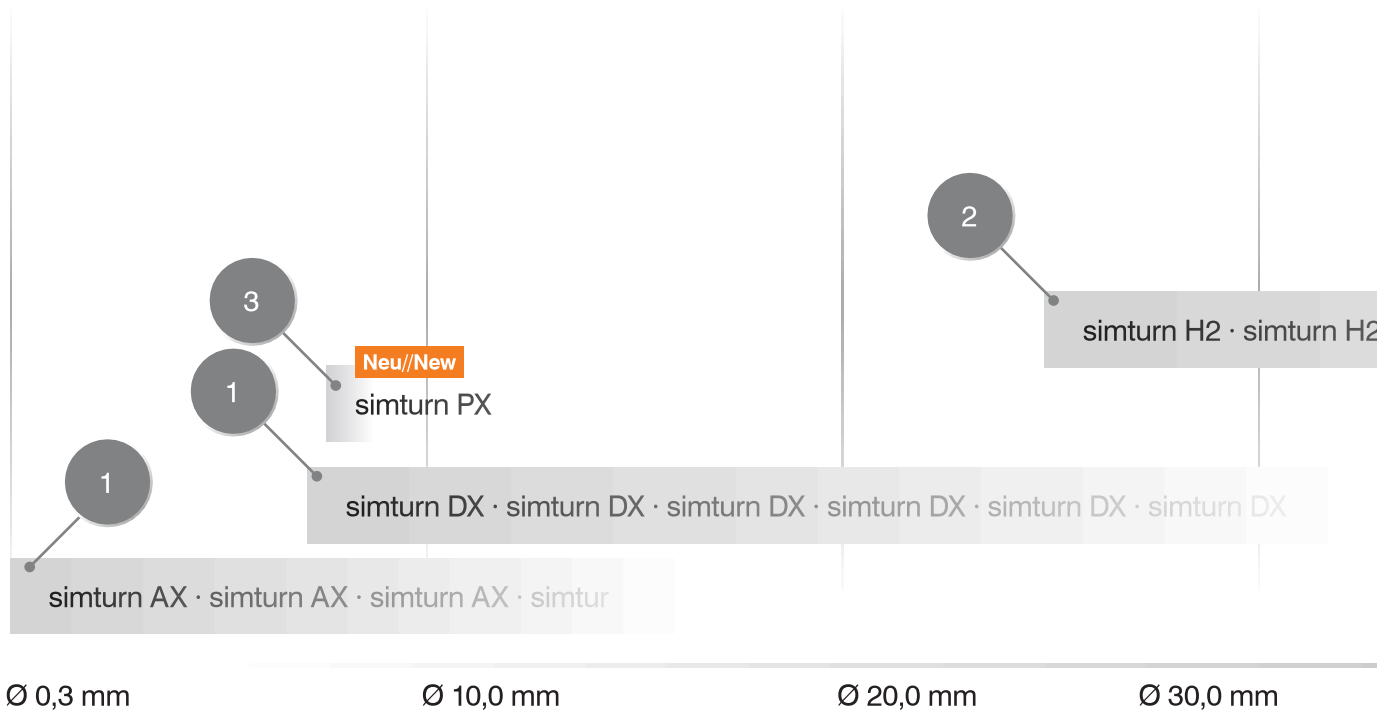 2
3
simturn H2 · simturn H2
Neu//New
1
simturn PX
1
simturn DX · simturn DX · simturn DX · simturn DX · simturn DX · simturn DX
simturn AX · simturn AX · simturn AX · simtur
Ø 0,3 mm
Ø 10,0 mm
Ø 20,0 mm
Ø 30,0 mm